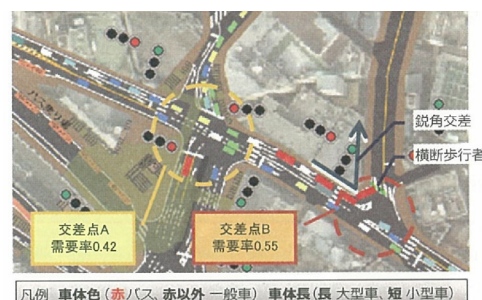 鋭角交差
横断歩行者
交差点A
需要率0.42
交差点B
需要率0.55
凡例 車体色（赤バス、赤以外 一般車） 車体長（長 大型車、短 小型車）